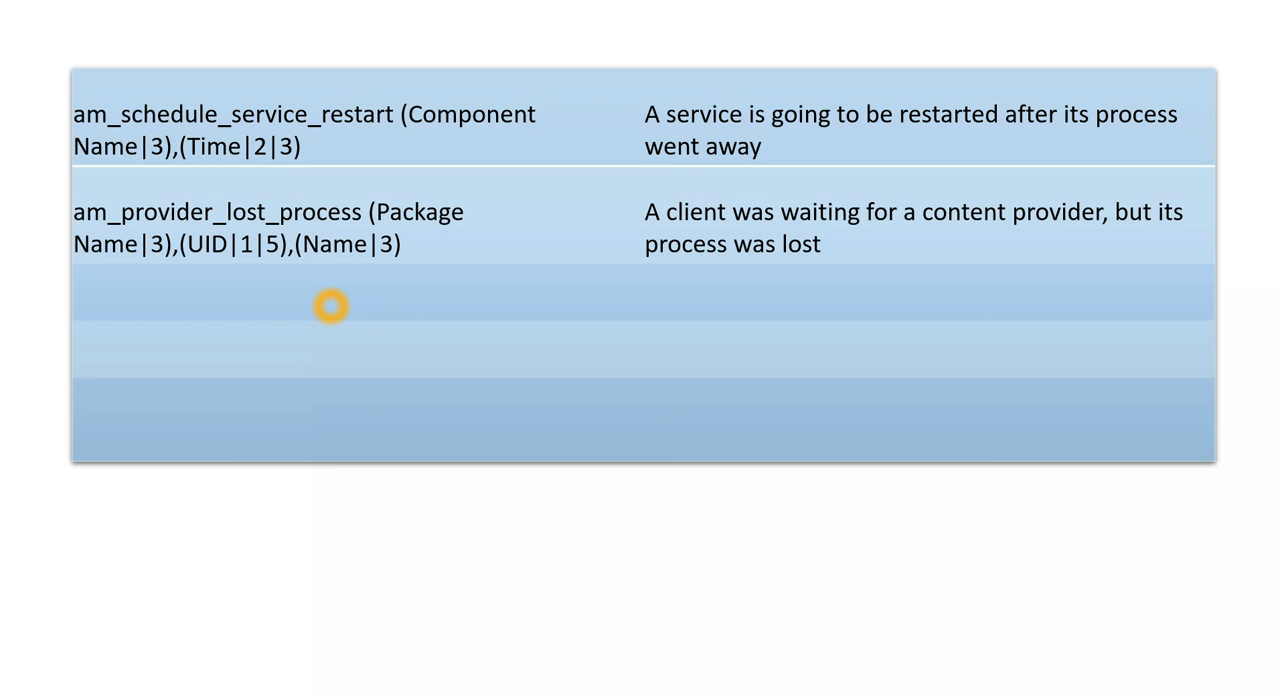 am_schedule_service_restart (Component
Name|3),(Time|2|3)
A service is going to be restarted after its process
went away
am_provider_lost_process (Package
Name|3),(UID|1|5),(Name|3)
A client was waiting for a content provider, but its
process was lost